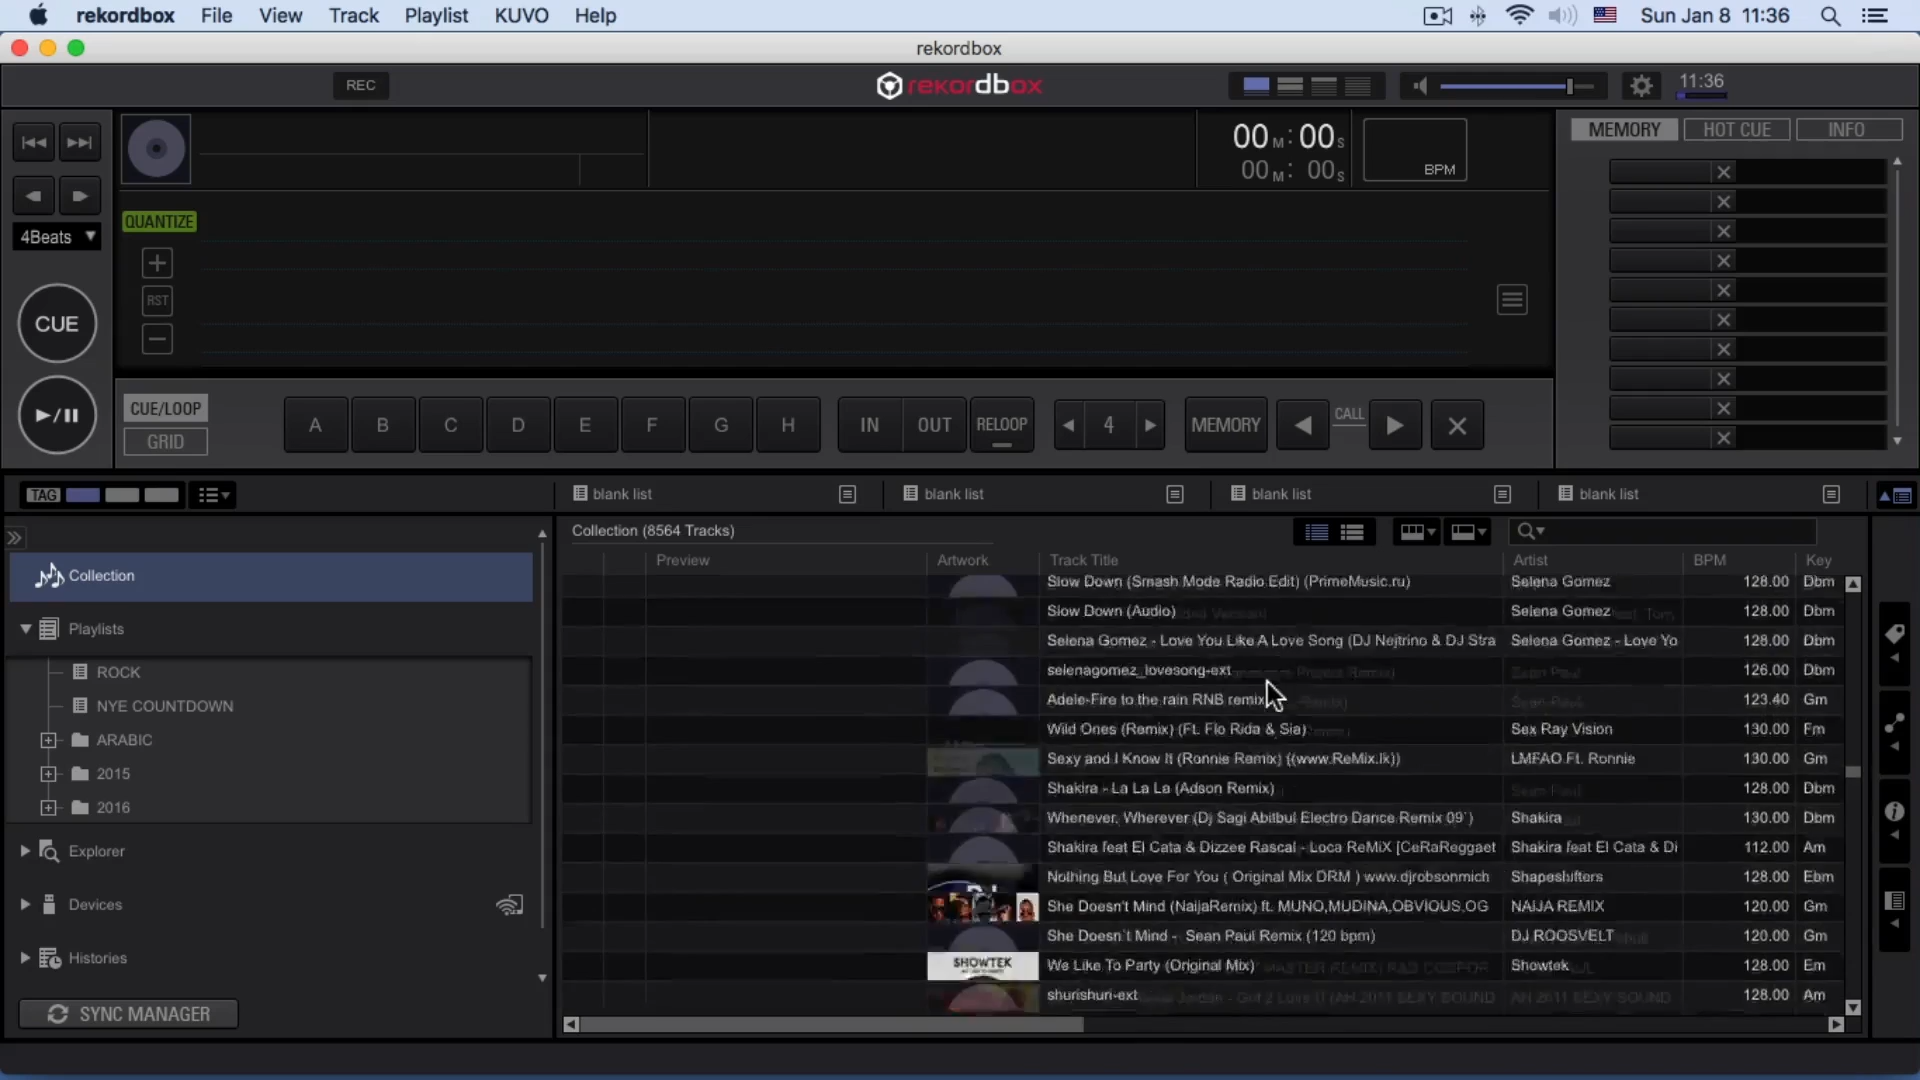 rekordbox File View Track Playlist KUVO Help Sun Jan 8 11:36
rekordbox
REC rekordbox 11:36
00 M: 00 S
00 M: 00 S
BPM
MEMORY HOT CUE INFO
QUANTIZE
4Beats
RST
CUE
CUE/LOOP
GRID
A B C D E F G H IN OUT RELOOP 4 MEMORY CALL
TAG blank list blank list blank list blank list
Collection (8564 Tracks)
Collection
Playlists
ROCK
NYE COUNTDOWN
ARABIC
2015
2016
Explorer
Devices
Histories
SYNC MANAGER
Preview Artwork Track Title Artist BPM Key
Slow Down (Smash Mode Radio Edit) (PrimeMusic.ru) Selena Gomez 128.00 Dbm
Slow Down (Audio) Selena Gomez 128.00 Dbm
Selena Gomez - Love You Like A Love Song (DJ Nejtrino & DJ Stra Selena Gomez - Love Yo 128.00 Dbm
selenagomez_lovesong-ext 126.00 Dbm
Adele-Fire to the rain RNB remix 123.40 Gm
Wild Ones (Remix) (Ft. Flo Rida & Sia) Sex Ray Vision 130.00 Fm
Sexy and I Know It (Ronnie Remix) ((www.ReMix.lk)) LMFAO Ft. Ronnie 130.00 Gm
Shakira - La La La (Adson Remix) 128.00 Dbm
Whenever, Wherever (Dj Sagi Abitbul Electro Dance Remix 09`) Shakira 130.00 Dbm
Shakira feat El Cata & Dizzee Rascal - Loca ReMiX [CeRaReggaet Shakira feat El Cata & Di 112.00 Am
Nothing But Love For You ( Original Mix DRM ) www.djrobsonmich Shapeshifters 128.00 Ebm
She Doesn't Mind (NaijaRemix) ft. MUNO,MUDINA,OBVIOUS,OG NAIJA REMIX 120.00 Gm
She Doesn't Mind - Sean Paul Remix (120 bpm) DJ ROOSVELT 120.00 Gm
SHOWTEK We Like To Party (Original Mix) Showtek 128.00 Em
shurishuri-ext 128.00 Am